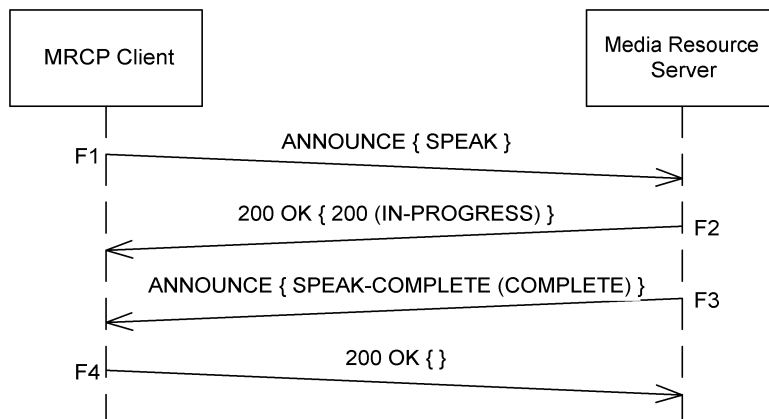 MRCP Client
Media Resource
Server
ANNOUNCE { SPEAK }
F1
200 OK { 200 (IN-PROGRESS) }
F2
ANNOUNCE { SPEAK-COMPLETE (COMPLETE) }
F3
200 OK { }
F4